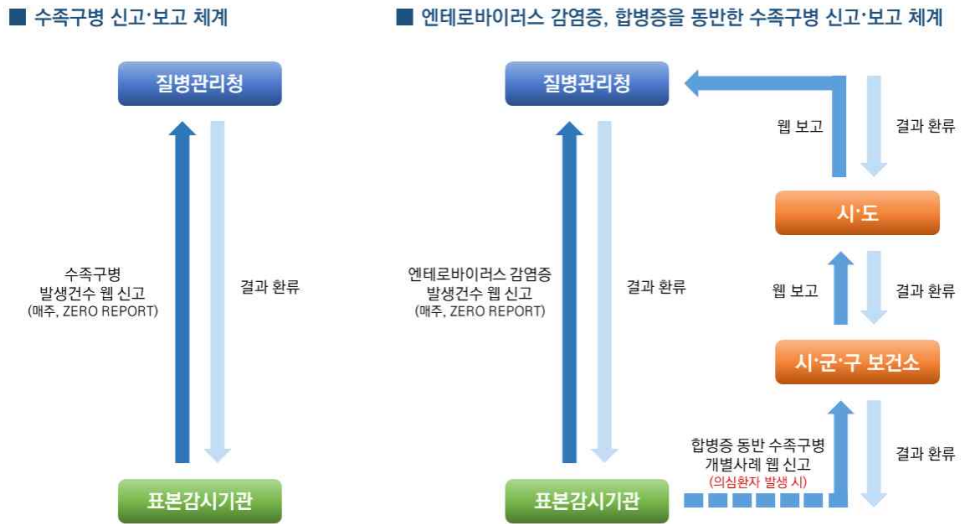 ■ 수족구병 신고·보고 체계
질병관리청
수족구병
발생건수 웹 신고
(매주, ZERO REPORT)
결과 환류
표본감시기관
■ 엔테로바이러스 감염증, 합병증을 동반한 수족구병 신고·보고 체계
질병관리청
웹 보고
결과 환류
시·도
엔테로바이러스 감염증
발생건수 웹 신고
(매주, ZERO REPORT)
결과 환류
웹 보고
결과 환류
시·군·구 보건소
합병증 동반 수족구병
개별사례 웹 신고
(의심환자 발생 시)
결과 환류
표본감시기관